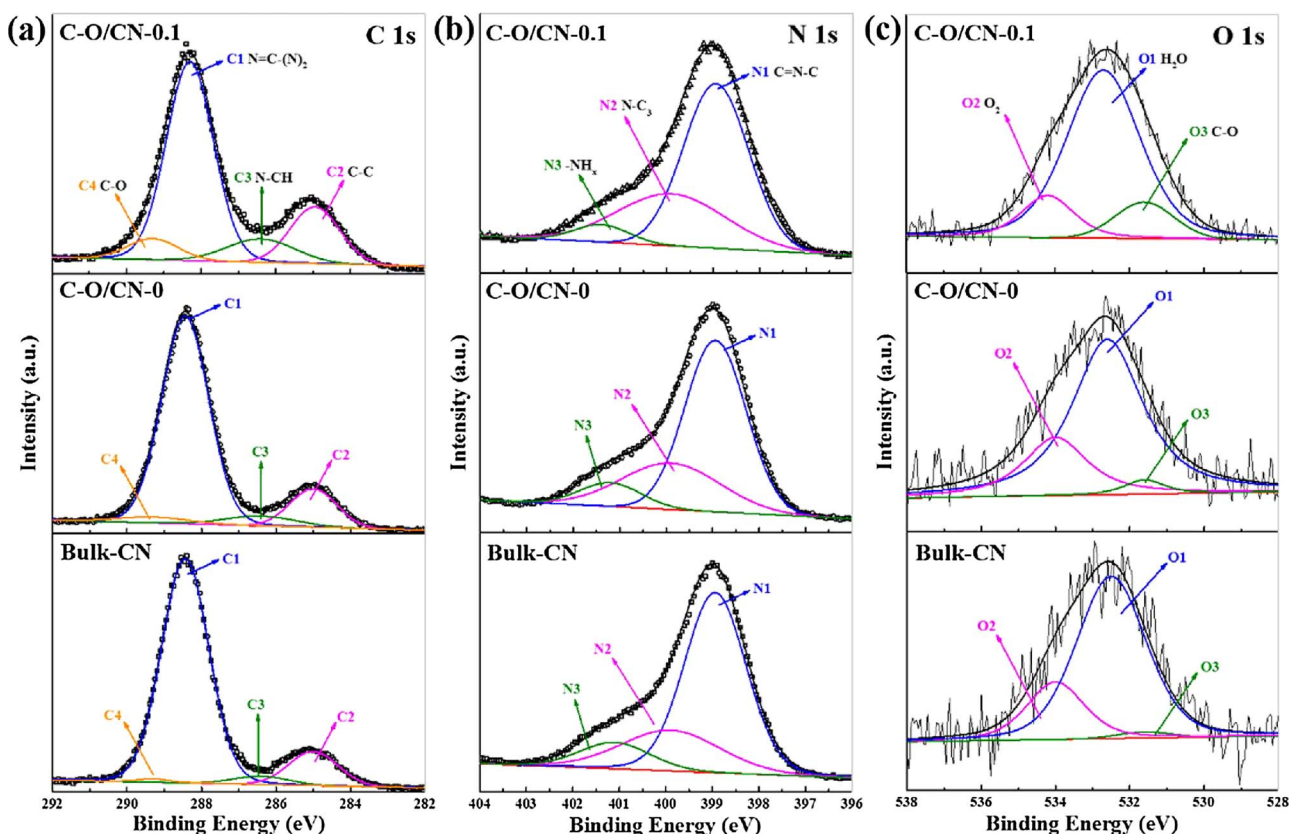 (a)
C-O/CN-0.1
C 1s
C1 N=C-(N)₂
C4 C-O
C3 N-CH
C2 C-C
C-O/CN-0
C1
C4
C3
C2
Bulk-CN
C1
C4
C3
C2
Intensity (a.u.)
292 290 288 286 284 282
Binding Energy (eV)
(b)
C-O/CN-0.1
N 1s
N1 C=N-C
N2 N-C₃
N3 -NHₓ
C-O/CN-0
N1
N2
N3
Bulk-CN
N1
N2
N3
Intensity (a.u.)
404 403 402 401 400 399 398 397 396
Binding Energy (eV)
(c)
C-O/CN-0.1
O 1s
O1 H₂O
O2 O₂
O3 C-O
C-O/CN-0
O1
O2
O3
Bulk-CN
O1
O2
O3
Intensity (a.u.)
538 536 534 532 530 528
Binding Energy (eV)